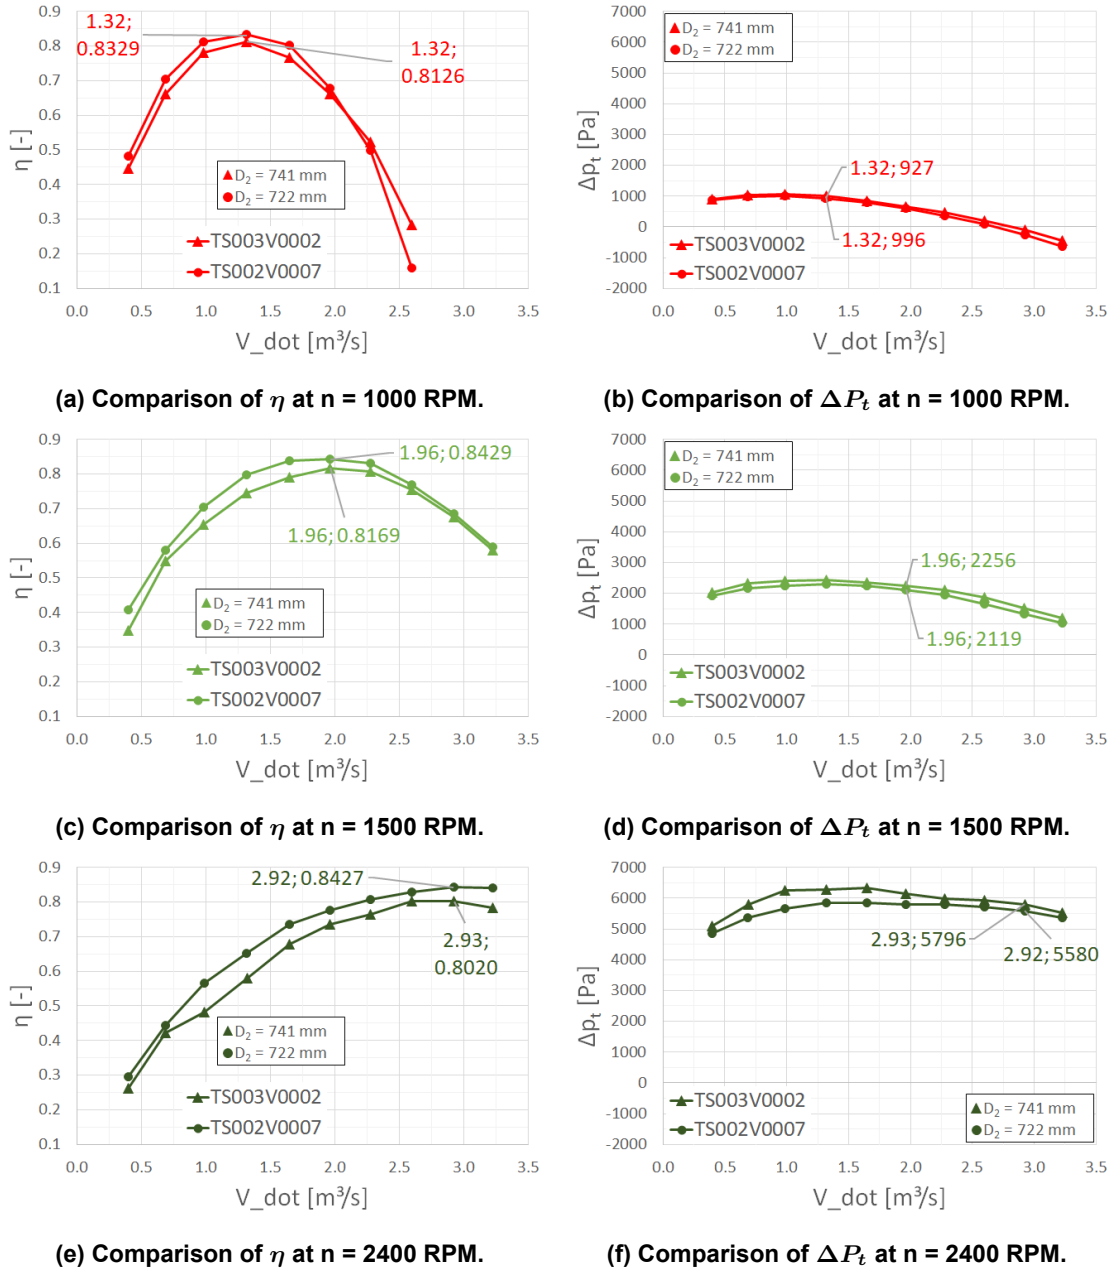 0.9
0.8
0.7
0.6
0.5
0.4
0.3
0.2
0.1
η [-]
1.32;
0.8329
1.32;
0.8126
D₂ = 741 mm
D₂ = 722 mm
TS003V0002
TS002V0007
0.0 0.5 1.0 1.5 2.0 2.5 3.0 3.5
V_dot [m³/s]
(a) Comparison of η at n = 1000 RPM.
7000
6000
5000
4000
3000
2000
1000
0
-1000
-2000
Δp_t [Pa]
D₂ = 741 mm
D₂ = 722 mm
1.32; 927
1.32; 996
TS003V0002
TS002V0007
0.0 0.5 1.0 1.5 2.0 2.5 3.0 3.5
V_dot [m³/s]
(b) Comparison of ΔP_t at n = 1000 RPM.
0.9
0.8
0.7
0.6
0.5
0.4
0.3
0.2
0.1
η [-]
1.96; 0.8429
1.96; 0.8169
D₂ = 741 mm
D₂ = 722 mm
TS003V0002
TS002V0007
0.0 0.5 1.0 1.5 2.0 2.5 3.0 3.5
V_dot [m³/s]
(c) Comparison of η at n = 1500 RPM.
7000
6000
5000
4000
3000
2000
1000
0
-1000
-2000
Δp_t [Pa]
D₂ = 741 mm
D₂ = 722 mm
1.96; 2256
1.96; 2119
TS003V0002
TS002V0007
0.0 0.5 1.0 1.5 2.0 2.5 3.0 3.5
V_dot [m³/s]
(d) Comparison of ΔP_t at n = 1500 RPM.
0.9
0.8
0.7
0.6
0.5
0.4
0.3
0.2
0.1
η [-]
2.92; 0.8427
2.93;
0.8020
D₂ = 741 mm
D₂ = 722 mm
TS003V0002
TS002V0007
0.0 0.5 1.0 1.5 2.0 2.5 3.0 3.5
V_dot [m³/s]
(e) Comparison of η at n = 2400 RPM.
7000
6000
5000
4000
3000
2000
1000
0
-1000
-2000
Δp_t [Pa]
2.93; 5796
2.92; 5580
TS003V0002
TS002V0007
D₂ = 741 mm
D₂ = 722 mm
0.0 0.5 1.0 1.5 2.0 2.5 3.0 3.5
V_dot [m³/s]
(f) Comparison of ΔP_t at n = 2400 RPM.